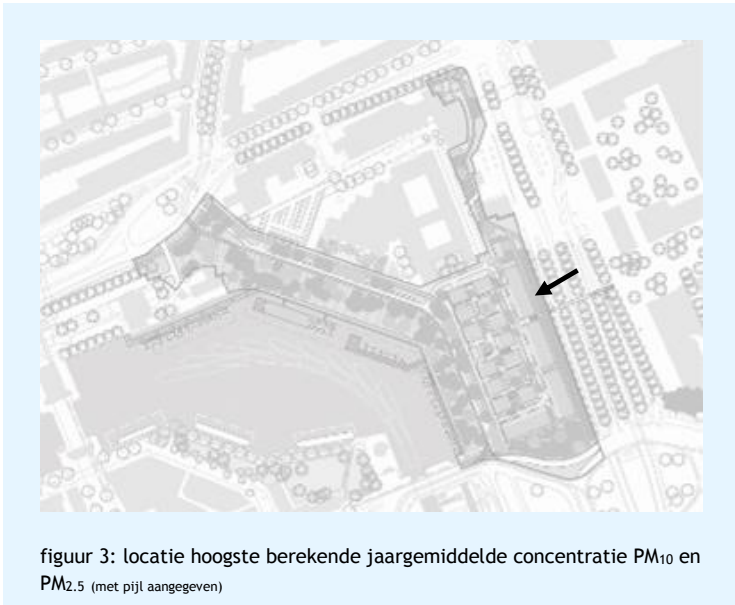 figuur 3: locatie hoogste berekende jaargemiddelde concentratie PM₁₀ en
PM₂.₅ (met pijl aangegeven)